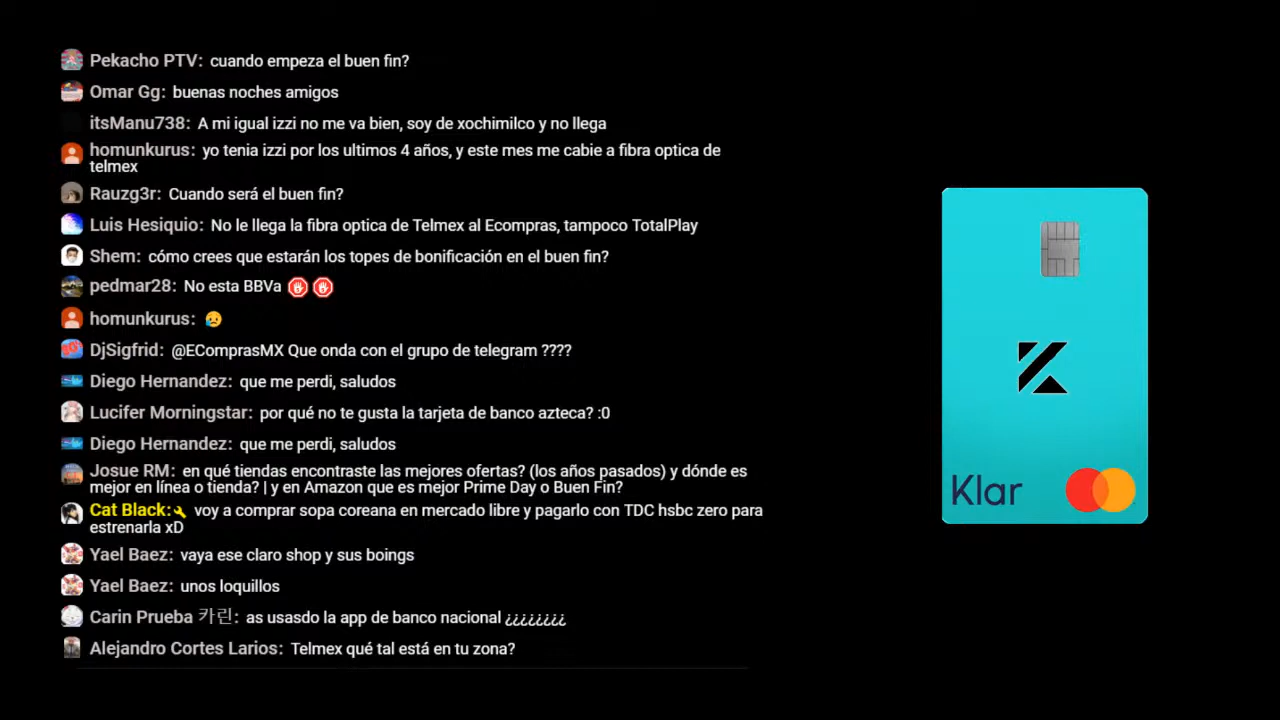 Pekacho PTV: cuando empeza el buen fin?
Omar Gg: buenas noches amigos
itsManu738: A mi igual izzi no me va bien, soy de xochimilco y no llega
homunkurus: yo tenia izzi por los ultimos 4 años, y este mes me cabie a fibra optica de
telmex
Rauzg3r: Cuando será el buen fin?
Luis Hesiquio: No le llega la fibra optica de Telmex al Ecompras, tampoco TotalPlay
Shem: cómo crees que estarán los topes de bonificación en el buen fin?
pedmar28: No esta BBVa
homunkurus: 😥
DjSigfrid: @EComprasMX Que onda con el grupo de telegram ????
Diego Hernandez: que me perdi, saludos
Lucifer Morningstar: por qué no te gusta la tarjeta de banco azteca? :0
Diego Hernandez: que me perdi, saludos
Josue RM: en qué tiendas encontraste las mejores ofertas? (los años pasados) y dónde es
mejor en línea o tienda? | y en Amazon que es mejor Prime Day o Buen Fin?
Cat Black: voy a comprar sopa coreana en mercado libre y pagarlo con TDC hsbc zero para
estrenarla xD
Yael Baez: vaya ese claro shop y sus boings
Yael Baez: unos loquillos
Carin Prueba 카린: as usasdo la app de banco nacional ¿¿¿¿¿¿¿¿
Alejandro Cortes Larios: Telmex qué tal está en tu zona?
Klar